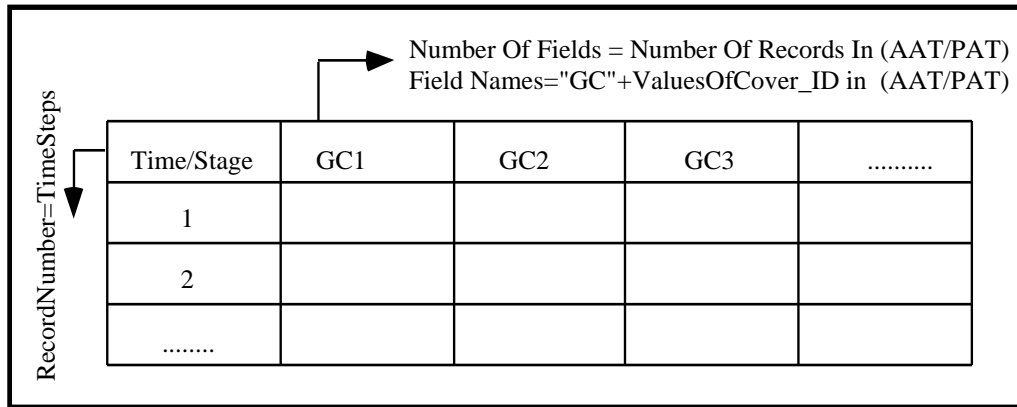 Number Of Fields = Number Of Records In (AAT/PAT)
Field Names="GC"+ValuesOfCover_ID in (AAT/PAT)
RecordNumber=TimeSteps
Time/Stage GC1 GC2 GC3 ..........
1
2
........